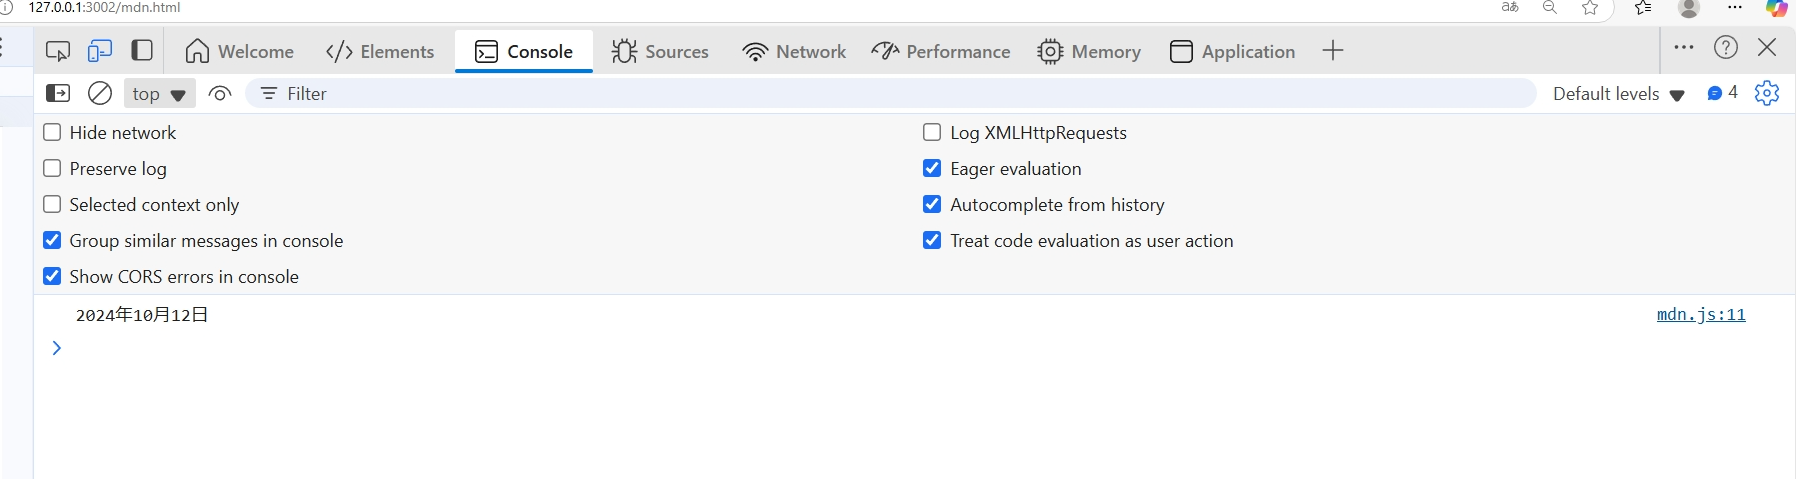 127.0.0.1:3002/mdn.html
aあ
Welcome Elements Console Sources Network Performance Memory Application
top Filter Default levels 4
Hide network Log XMLHttpRequests
Preserve log Eager evaluation
Selected context only Autocomplete from history
Group similar messages in console Treat code evaluation as user action
Show CORS errors in console
2024年10月12日 mdn.js:11